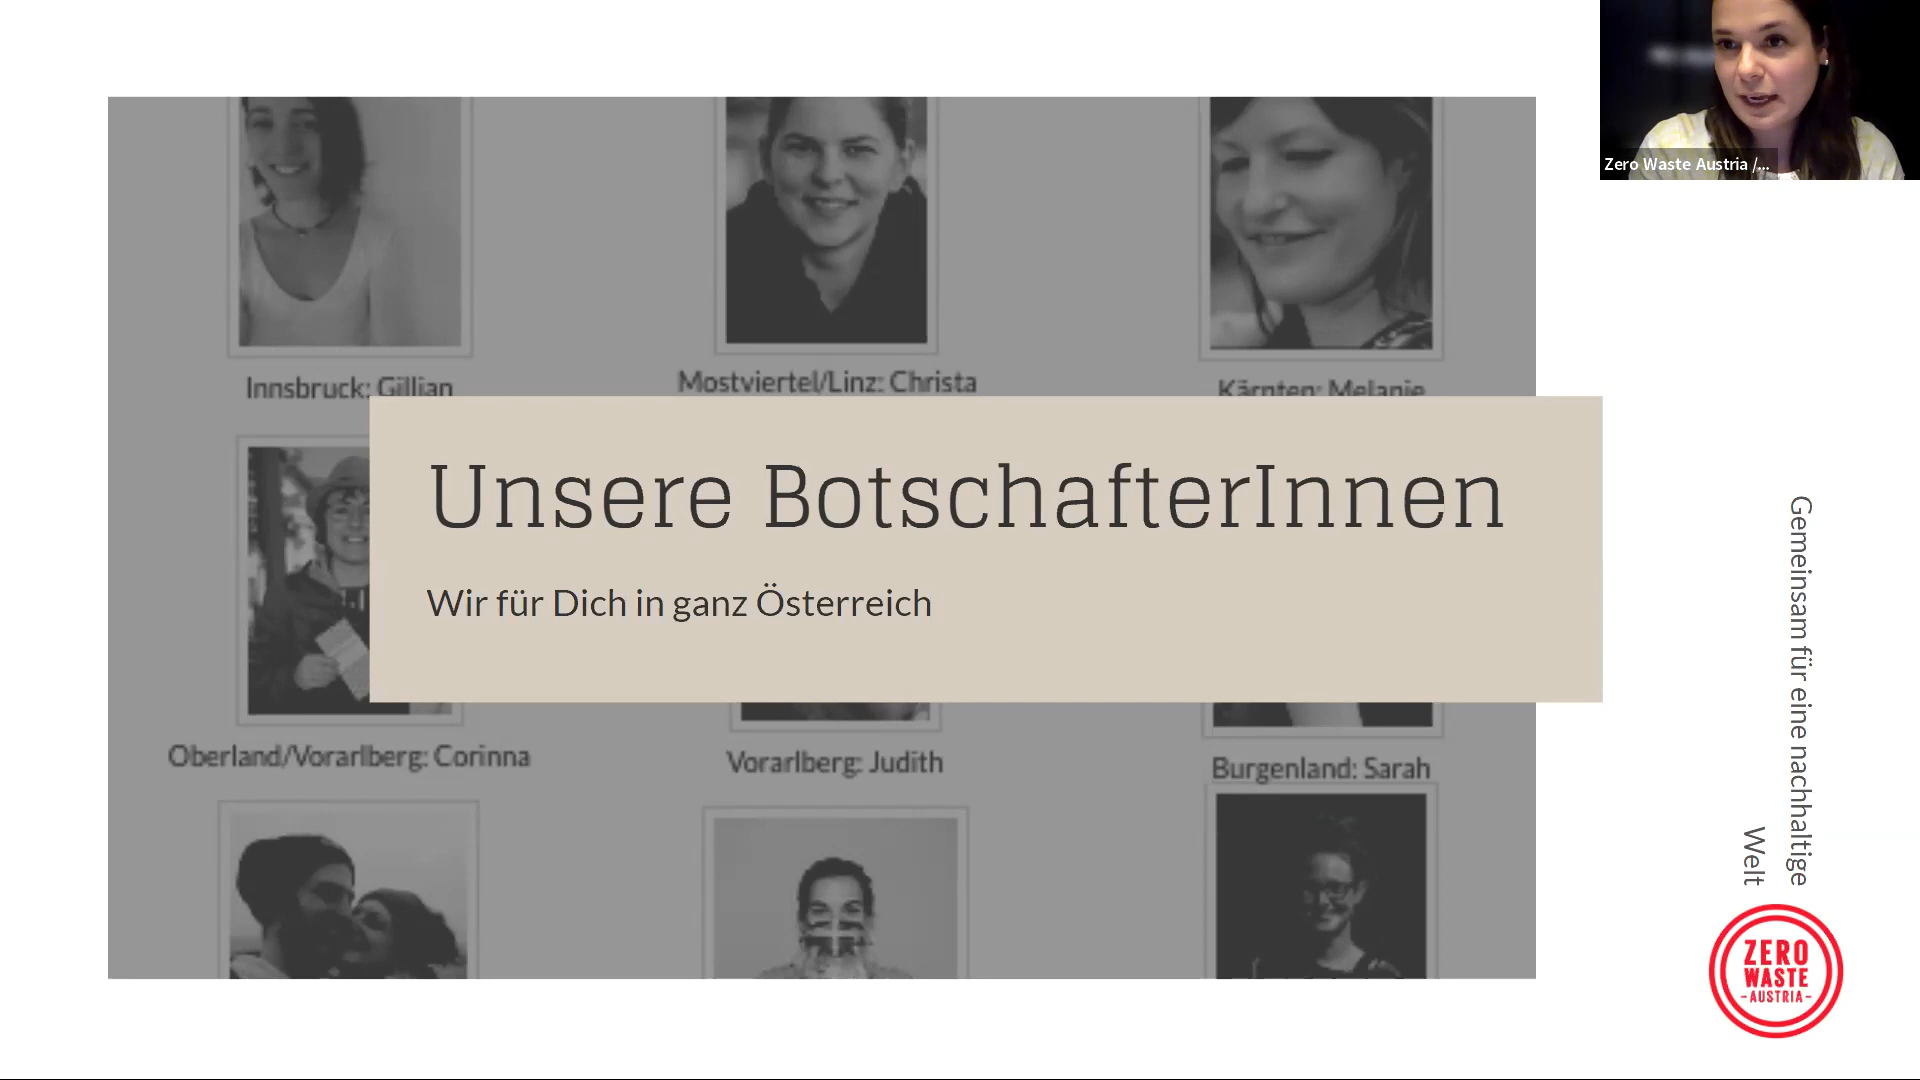 Zero Waste Austria /...
Innsbruck: Gillian
Mostviertel/Linz: Christa
Kärnten: Melanie
Unsere BotschafterInnen
Wir für Dich in ganz Österreich
Oberland/Vorarlberg: Corinna
Vorarlberg: Judith
Burgenland: Sarah
Gemeinsam für eine nachhaltige
Welt
ZERO
WASTE
-AUSTRIA-